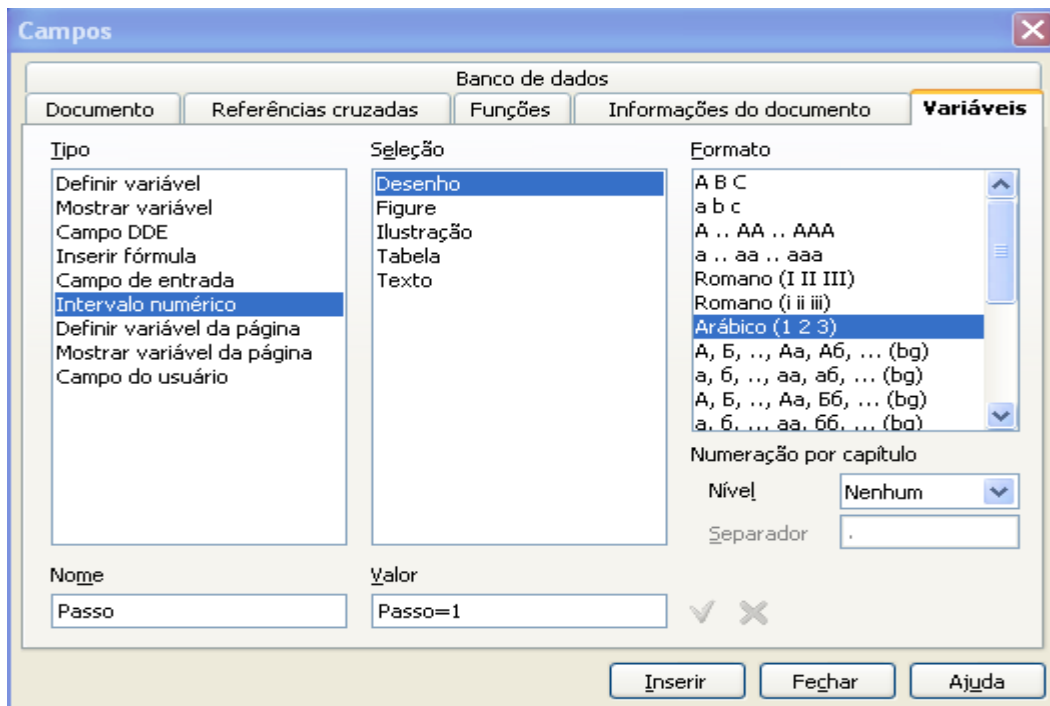 Campos
Banco de dados
Documento
Referências cruzadas
Funções
Informações do documento
Variáveis
Tipo
Definir variável
Mostrar variável
Campo DDE
Inserir fórmula
Campo de entrada
Intervalo numérico
Definir variável da página
Mostrar variável da página
Campo do usuário
Seleção
Desenho
Figure
Ilustração
Tabela
Texto
Formato
A B C
a b c
A .. AA .. AAA
a .. aa .. aaa
Romano (I II III)
Romano (i ii iii)
Arábico (1 2 3)
А, Б, .., Аа, Аб, ... (bg)
а, б, .., аа, аб, ... (bg)
А, Б, .., Аа, Бб, ... (bg)
а, б, .., аа, бб, ... (bg)
Numeração por capítulo
Nível
Nenhum
Separador
.
Nome
Passo
Valor
Passo=1
Inserir
Fechar
Ajuda